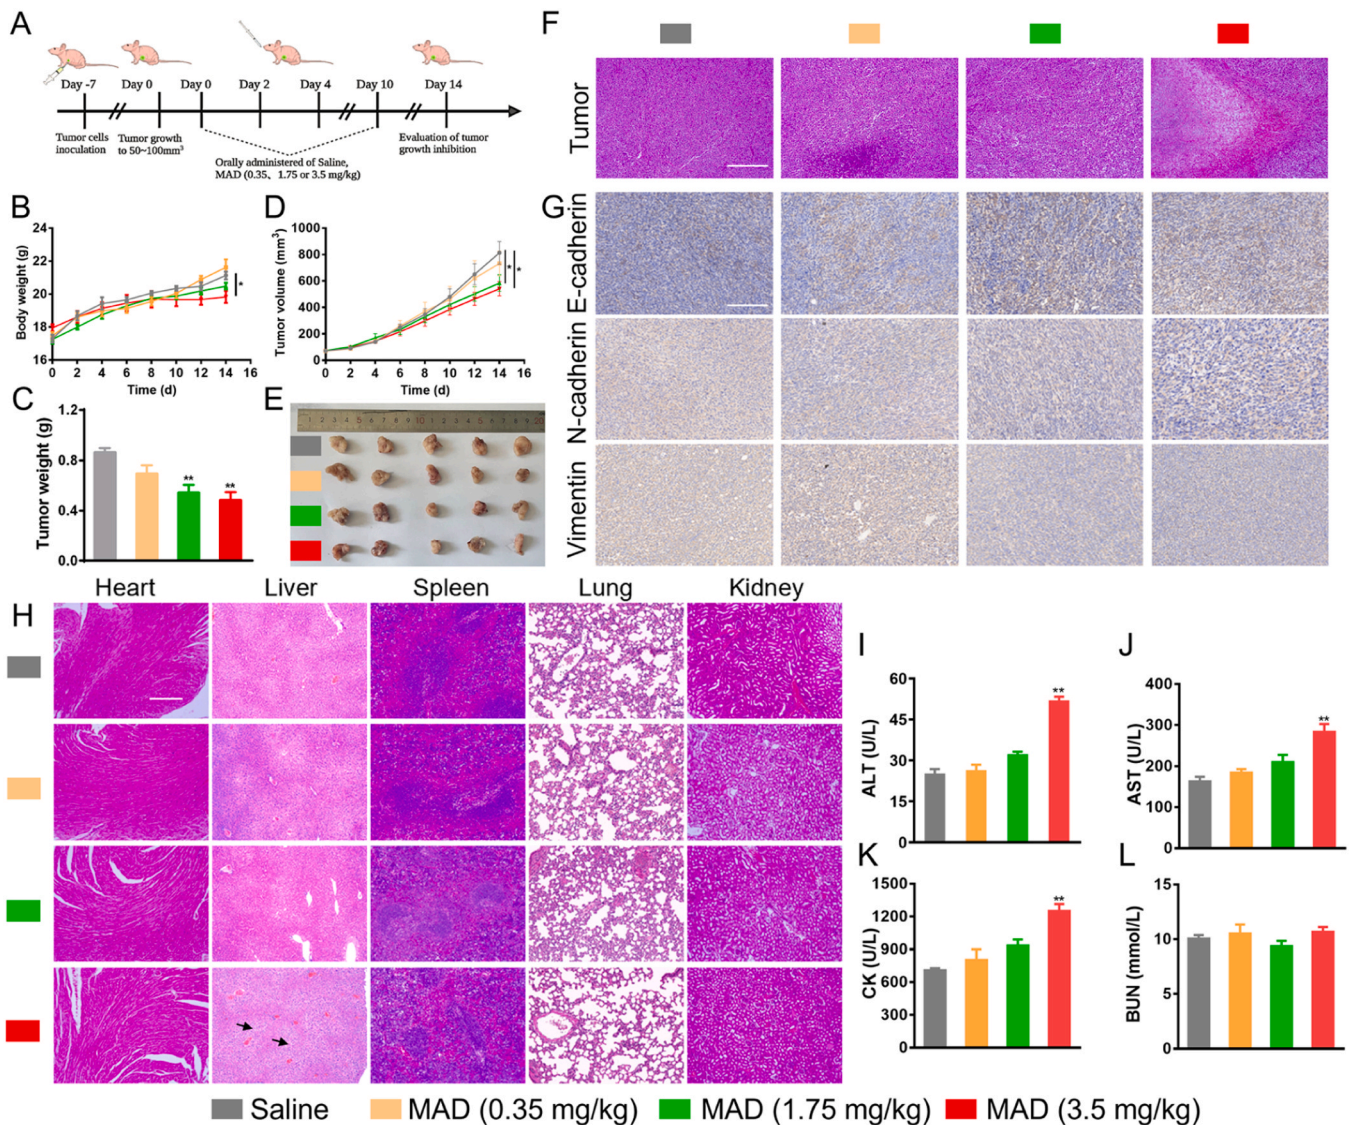 A
Day -7
Day 0
Day 0
Day 2
Day 4
Day 10
Day 14
Tumor cells
inoculation
Tumor growth
to 50~100mm³
Orally administered of Saline,
MAD (0.35、1.75 or 3.5 mg/kg)
Evaluation of tumor
growth inhibition
B
Body weight (g)
24
22
20
18
16
*
0 2 4 6 8 10 12 14 16
Time (d)
D
Tumor volume (mm³)
1000
800
600
400
200
0
* *
0 2 4 6 8 10 12 14 16
Time (d)
C
Tumor weight (g)
1.2
0.8
0.4
0.0
** **
E
F
Tumor
G
E-cadherin
N-cadherin
Vimentin
H
Heart Liver Spleen Lung Kidney
I
ALT (U/L)
60
45
30
15
0
**
J
AST (U/L)
400
300
200
100
0
**
K
CK (U/L)
1500
1200
900
600
300
0
**
L
BUN (mmol/L)
15
10
5
0
Saline MAD (0.35 mg/kg) MAD (1.75 mg/kg) MAD (3.5 mg/kg)